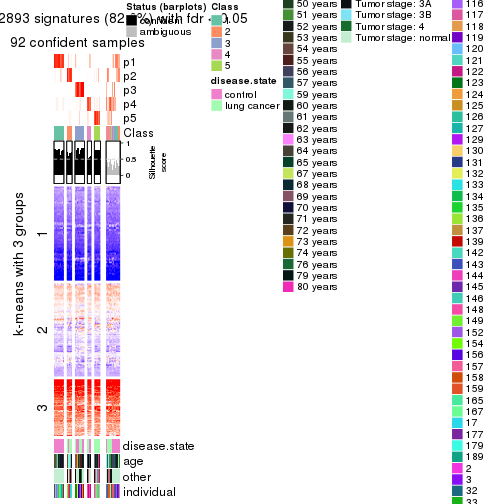 2893 signatures (82. %) with fdr < 0.05
92 confident samples
p1
p2
p3
p4
p5
Class
1
0.5
0
Silhouette
score
k-means with 3 groups
1
2
3
disease.state
age
other
individual
Status (barplots)
confident
ambiguous
Class
1
2
3
4
5
disease.state
control
lung cancer
50 years
51 years
52 years
53 years
54 years
55 years
56 years
57 years
59 years
60 years
61 years
62 years
63 years
64 years
65 years
67 years
68 years
69 years
70 years
71 years
72 years
73 years
74 years
76 years
79 years
80 years
Tumor stage: 3A
Tumor stage: 3B
Tumor stage: 4
Tumor stage: normal
116
117
118
119
120
121
122
123
124
125
126
127
129
130
131
132
133
134
135
136
137
139
142
143
144
145
146
148
149
152
154
156
157
158
159
165
167
17
177
179
189
2
3
32
33